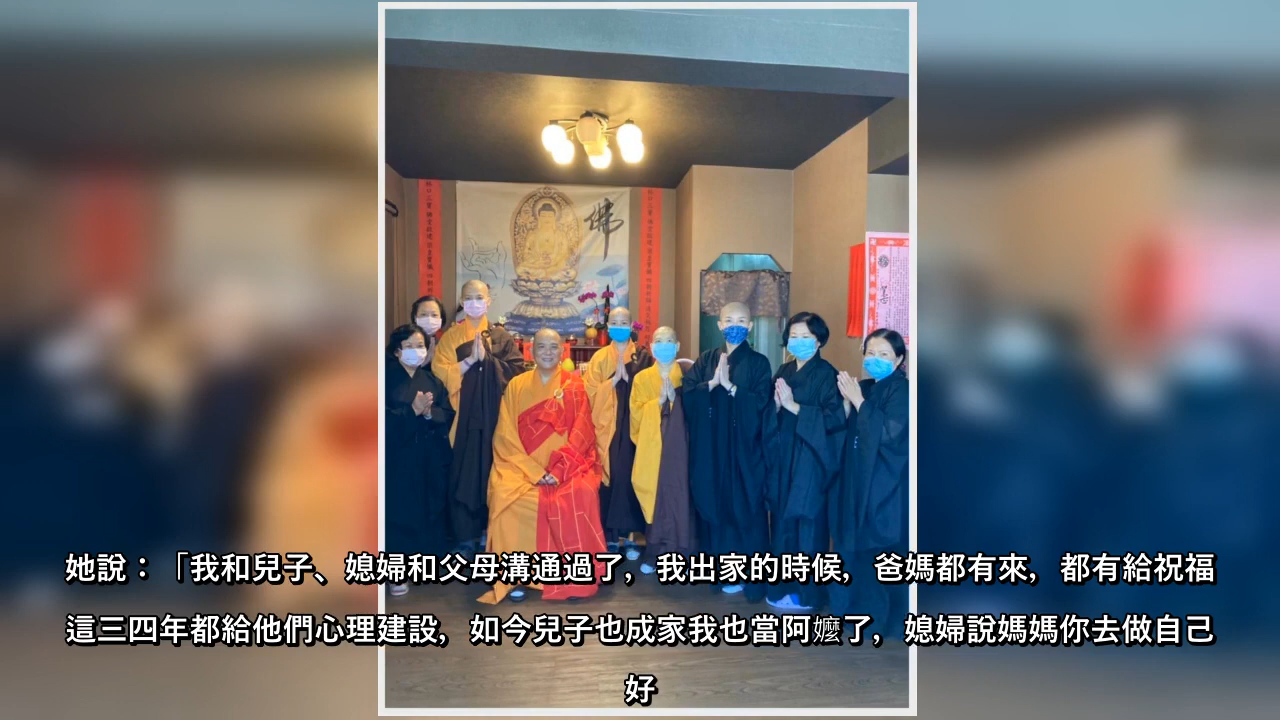 佛
她說：「我和兒子、媳婦和父母溝通過了，我出家的時候，爸媽都有來，都有給祝福
這三四年都給他們心理建設，如今兒子也成家我也當阿嬤了，媳婦說媽媽你去做自己
好